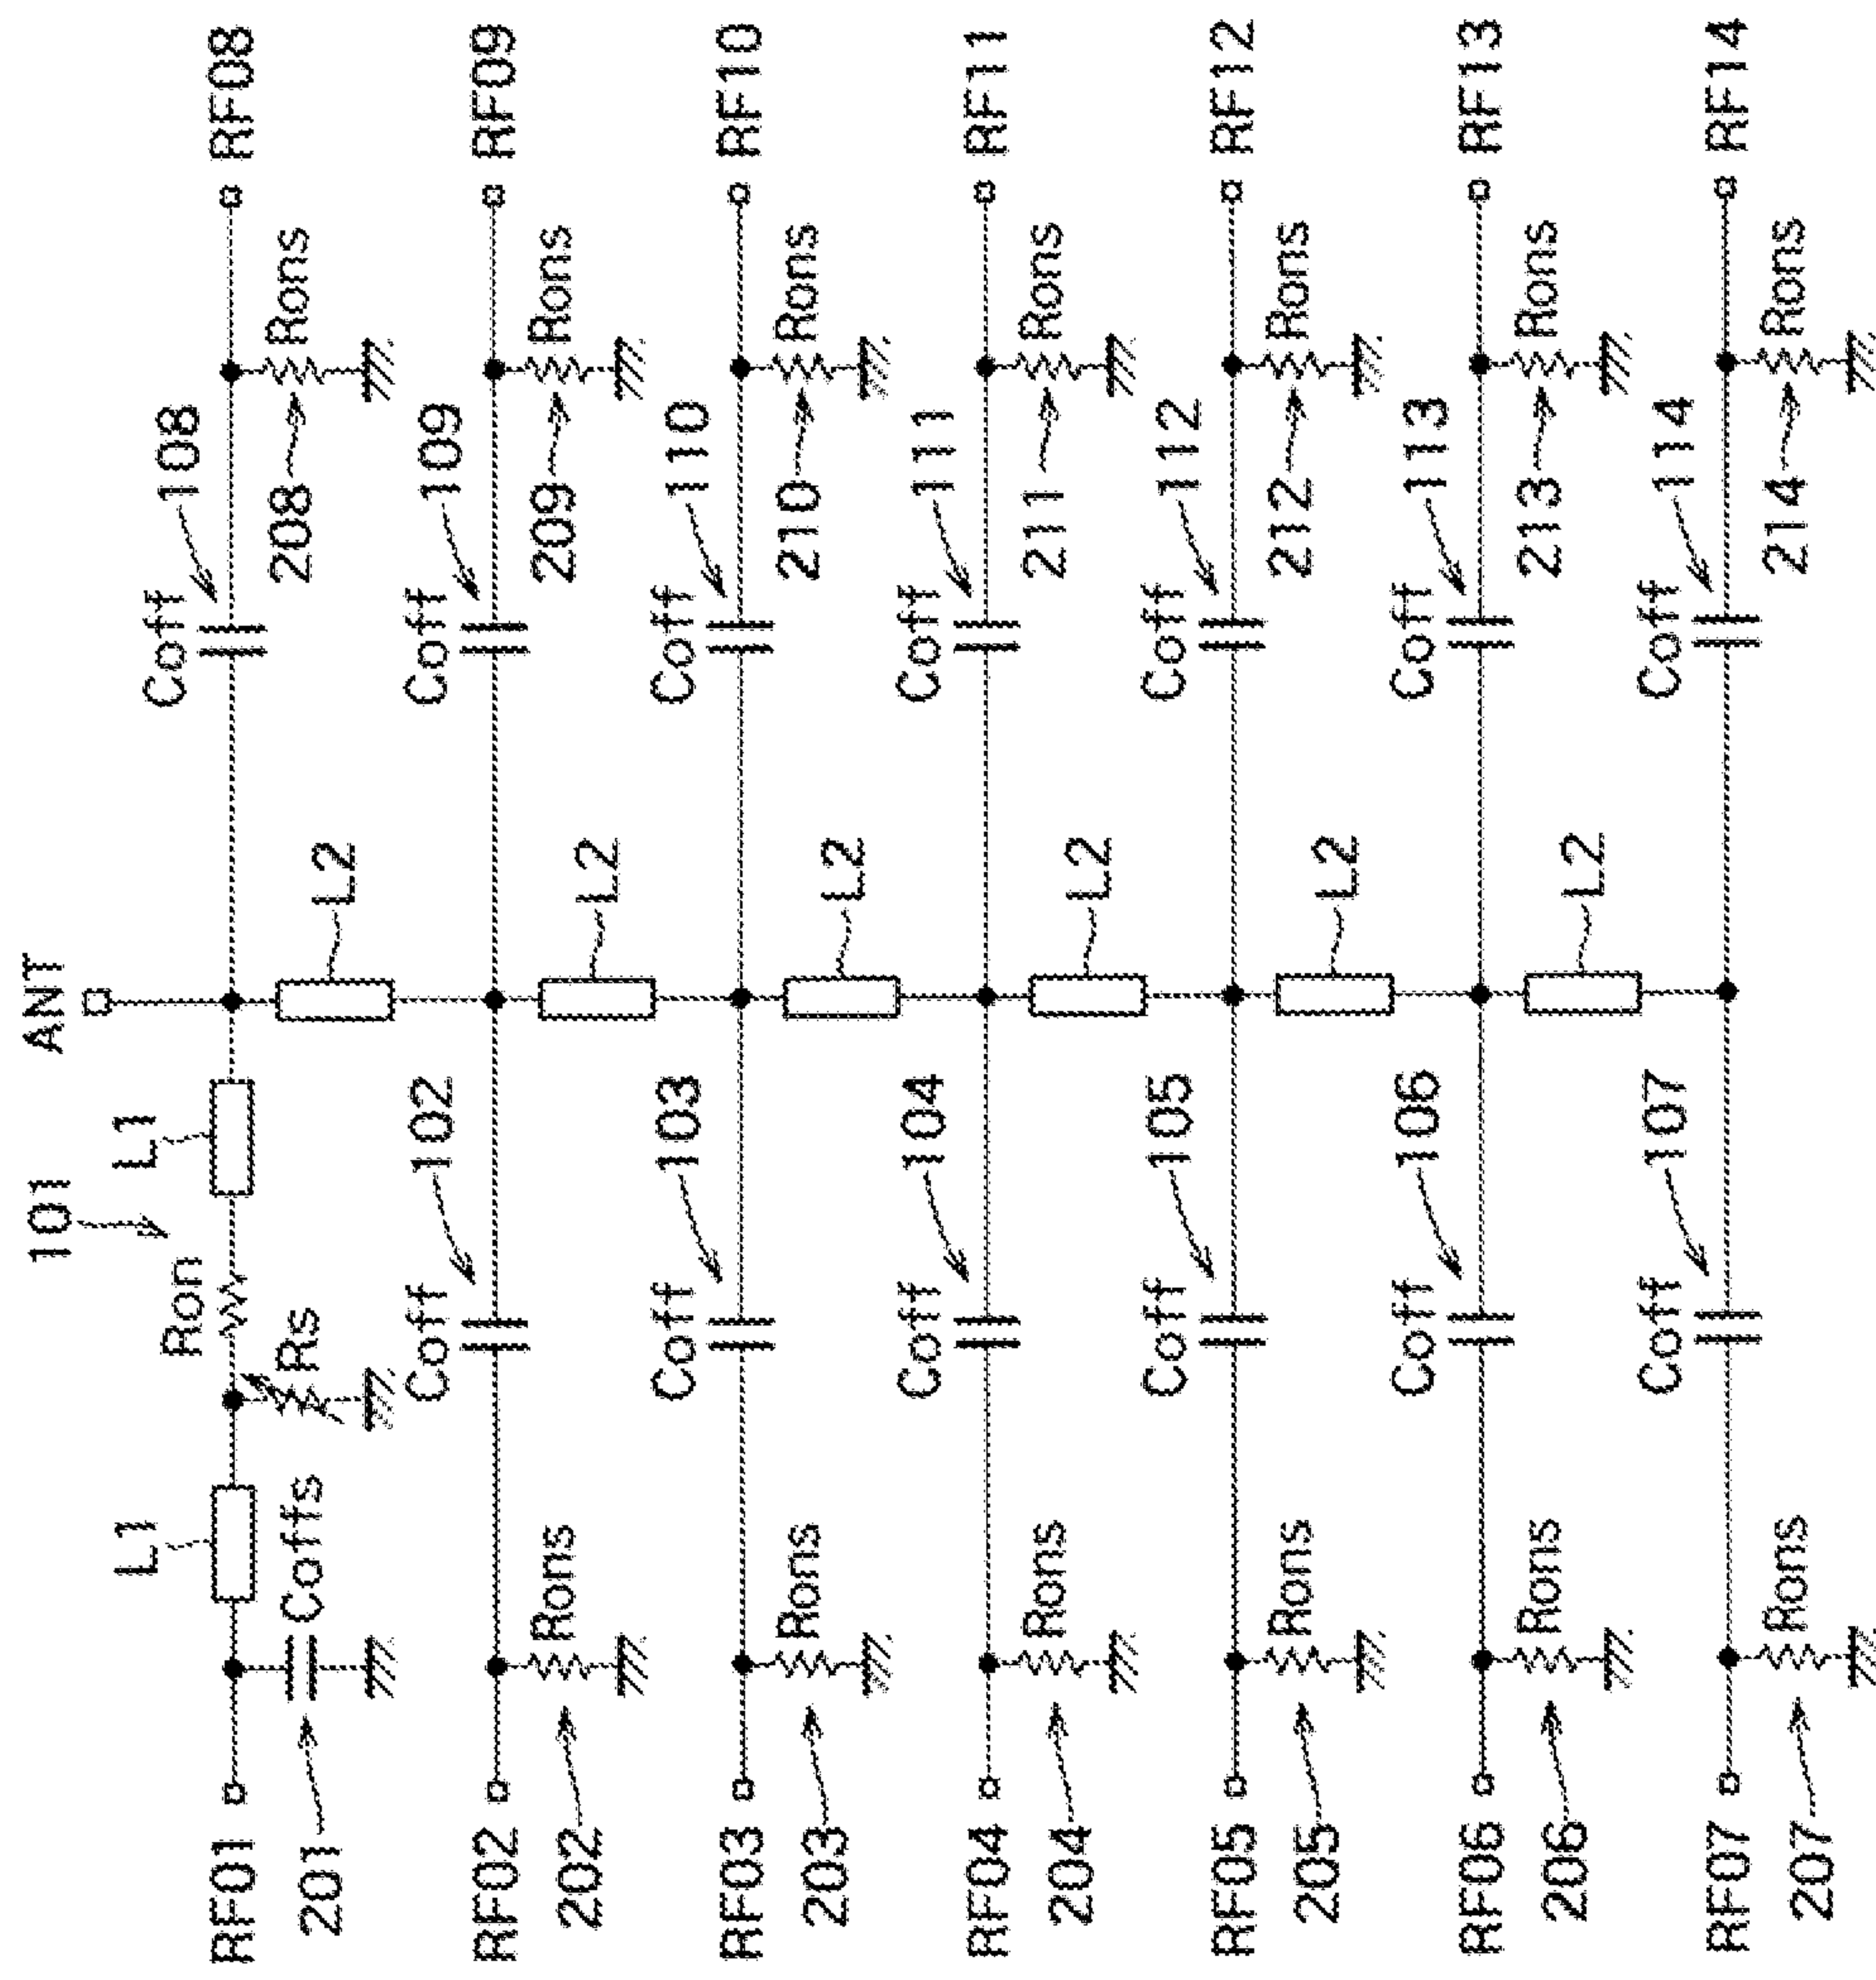 ANT
101
RF01 L1 Ron L1 Coff 108 RF08
201 Coffs Rs L2 208 Rons
RF02 Coff 102 Coff 109 RF09
202 Rons L2 209 Rons
RF03 Coff 103 Coff 110 RF10
203 Rons L2 210 Rons
RF04 Coff 104 Coff 111 RF11
204 Rons L2 211 Rons
RF05 Coff 105 Coff 112 RF12
205 Rons L2 212 Rons
RF06 Coff 106 Coff 113 RF13
206 Rons L2 213 Rons
RF07 Coff 107 Coff 114 RF14
207 Rons 214 Rons